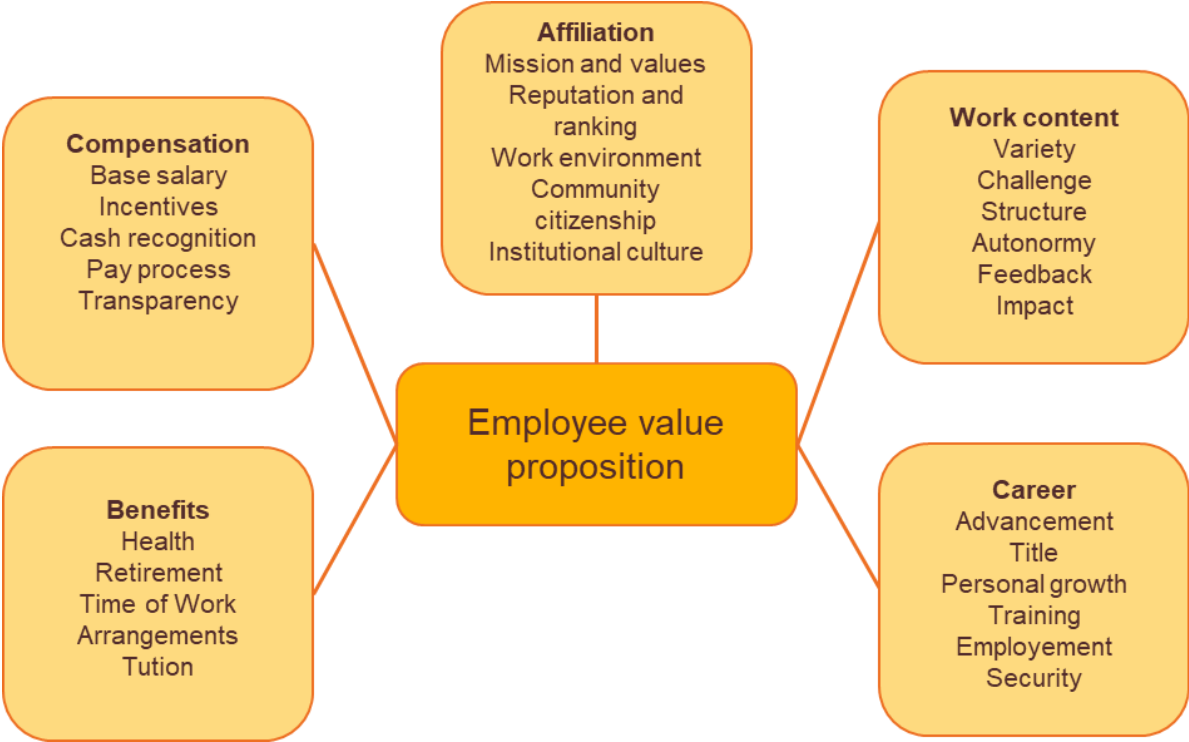 Affiliation
Mission and values
Reputation and
ranking
Work environment
Community
citizenship
Institutional culture
Compensation
Base salary
Incentives
Cash recognition
Pay process
Transparency
Work content
Variety
Challenge
Structure
Autonormy
Feedback
Impact
Employee value
proposition
Benefits
Health
Retirement
Time of Work
Arrangements
Tution
Career
Advancement
Title
Personal growth
Training
Employement
Security